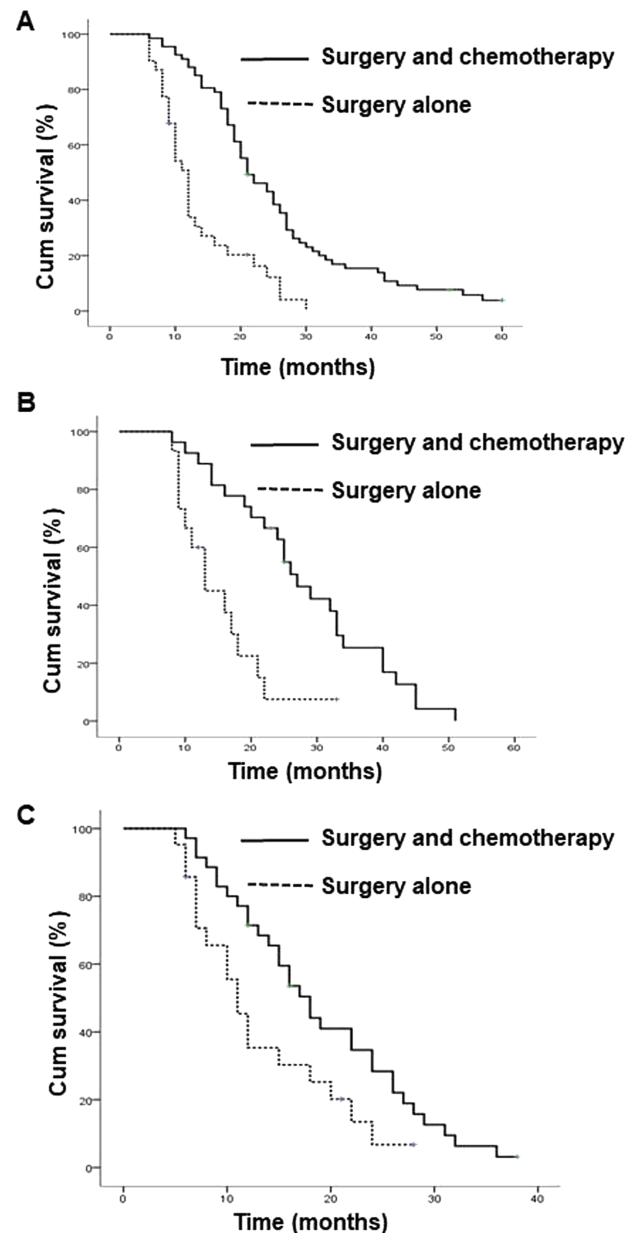 A
Surgery and chemotherapy
Surgery alone
Cum survival (%)
100
80
60
40
20
0
0 10 20 30 40 50 60
Time (months)
B
Surgery and chemotherapy
Surgery alone
Cum survival (%)
100
80
60
40
20
0
0 10 20 30 40 50 60
Time (months)
C
Surgery and chemotherapy
Surgery alone
Cum survival (%)
100
80
60
40
20
0
0 10 20 30 40
Time (months)